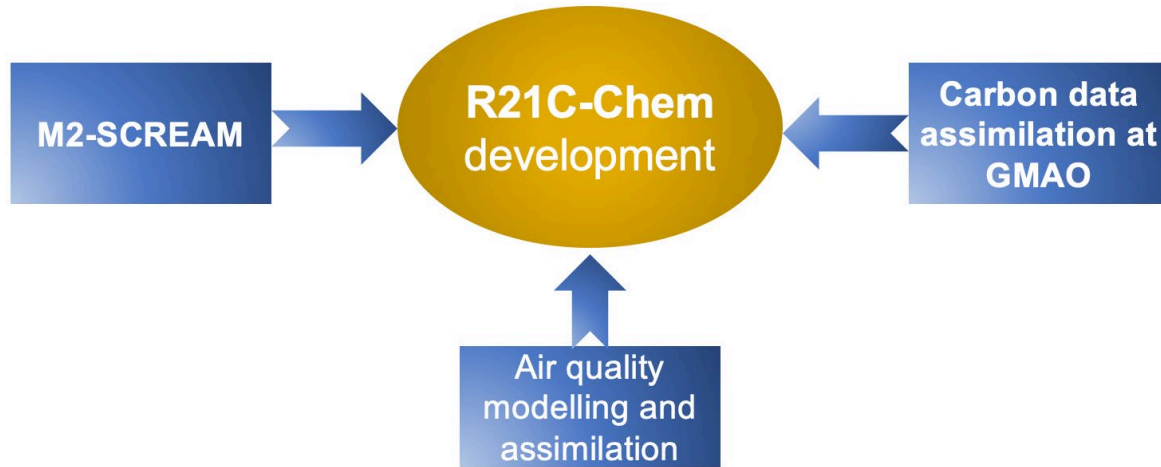 M2-SCREAM
R21C-Chem
development
Carbon data
assimilation at
GMAO
Air quality
modelling and
assimilation